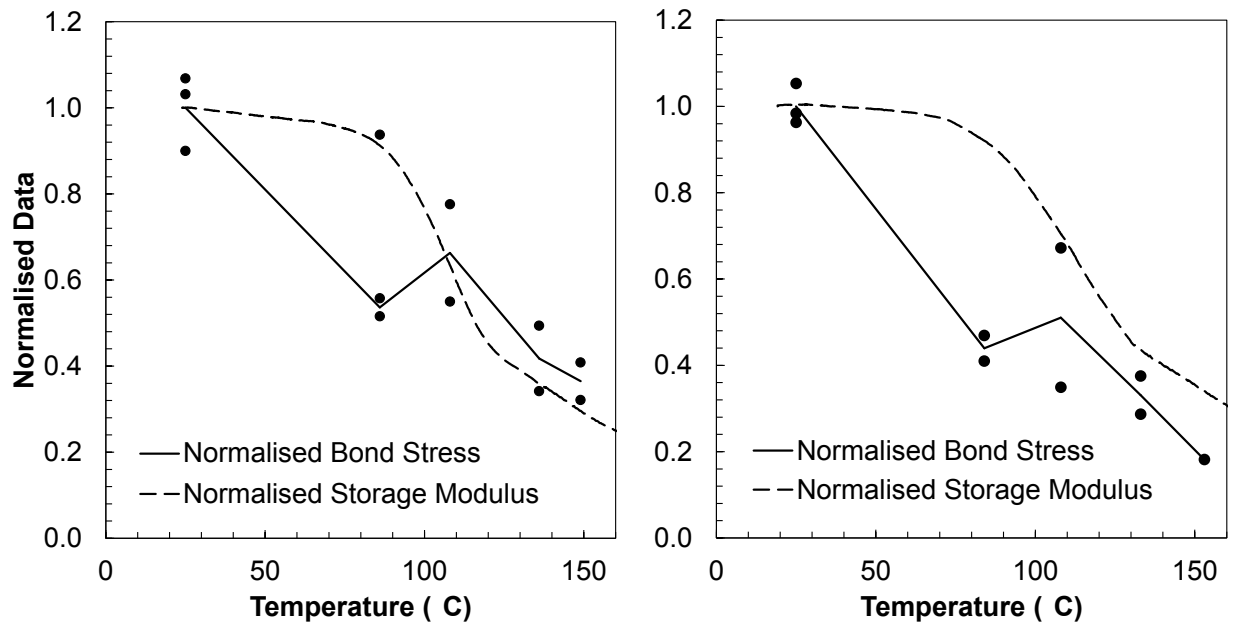 1.2
1.0
0.8
0.6
0.4
0.2
0.0
Normalised Data
Normalised Bond Stress
Normalised Storage Modulus
0 50 100 150
Temperature ( C)
1.2
1.0
0.8
0.6
0.4
0.2
0.0
Normalised Bond Stress
Normalised Storage Modulus
0 50 100 150
Temperature ( C)